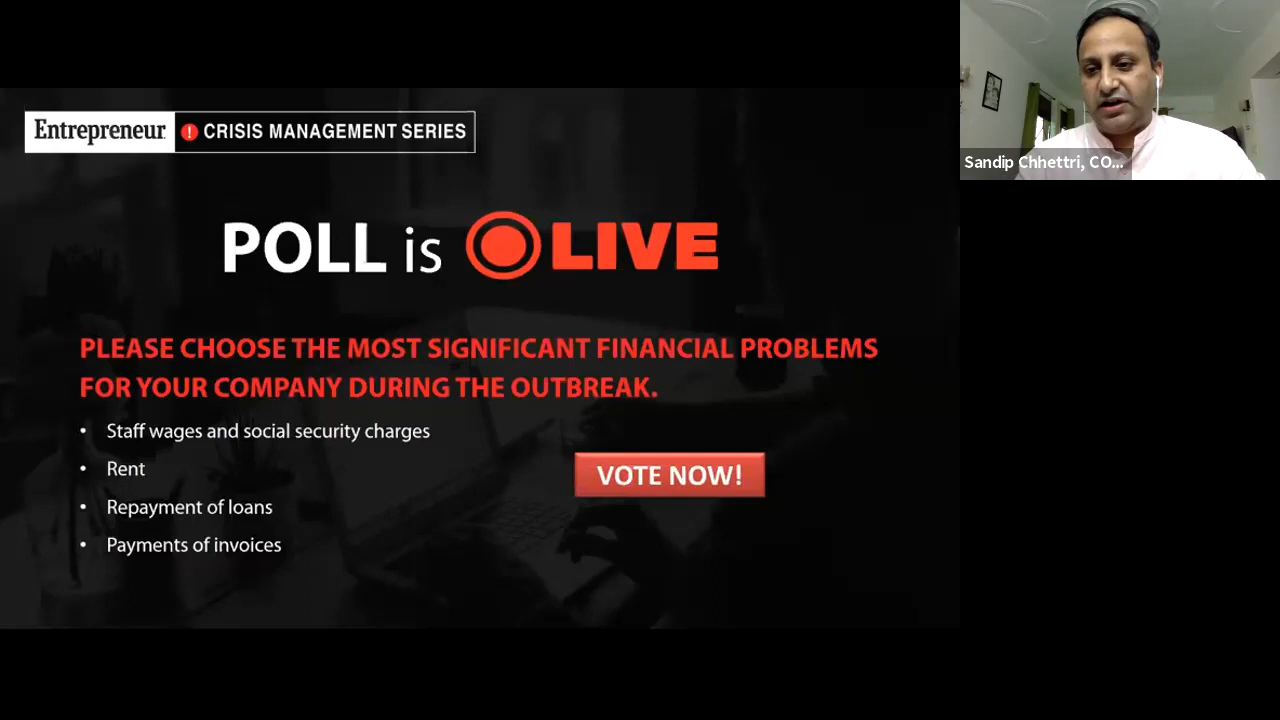 Entrepreneur ! CRISIS MANAGEMENT SERIES
Sandip Chhettri, CO...
POLL is LIVE
PLEASE CHOOSE THE MOST SIGNIFICANT FINANCIAL PROBLEMS
FOR YOUR COMPANY DURING THE OUTBREAK.
• Staff wages and social security charges
• Rent
• Repayment of loans
• Payments of invoices
VOTE NOW!